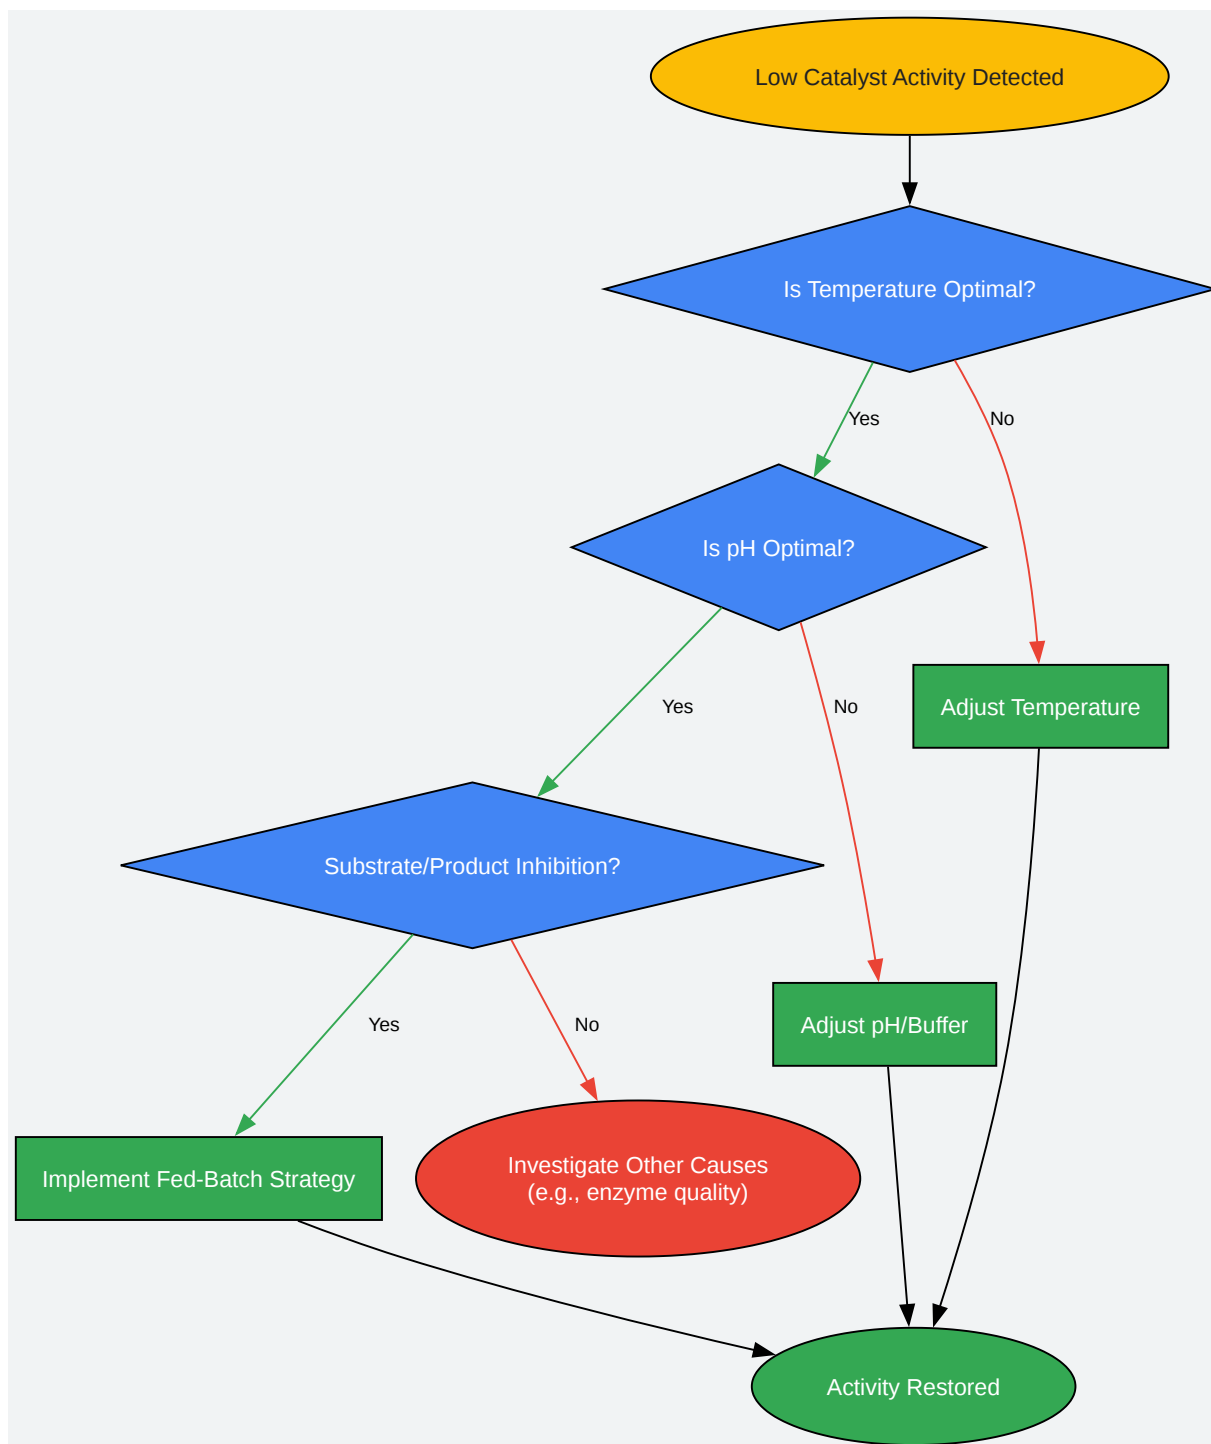 Low Catalyst Activity Detected
Is Temperature Optimal?
Yes
No
Is pH Optimal?
Yes
No
Adjust Temperature
Substrate/Product Inhibition?
Yes
No
Adjust pH/Buffer
Implement Fed-Batch Strategy
Investigate Other Causes
(e.g., enzyme quality)
Activity Restored